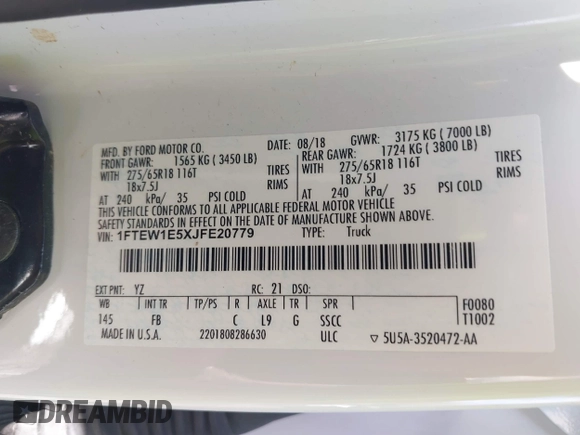 MFD. BY FORD MOTOR CO. DATE: 08/18 GVWR: 3175 KG ( 7000 LB)
FRONT GAWR: 1565 KG ( 3450 LB) REAR GAWR: 1724 KG ( 3800 LB)
WITH 275/65R18 116T TIRES WITH 275/65R18 116T TIRES
18x7.5J RIMS 18x7.5J RIMS
AT 240 kPa/ 35 PSI COLD AT 240 kPa/ 35 PSI COLD
THIS VEHICLE CONFORMS TO ALL APPLICABLE FEDERAL MOTOR VEHICLE
SAFETY STANDARDS IN EFFECT ON THE DATE OF MANUFACTURE SHOWN ABOVE.
VIN: 1FTEW1E5XJFE20779 TYPE: Truck
EXT PNT: YZ RC: 21 DSO:
WB INT TR TP/PS R AXLE TR SPR F0080
145 FB C L9 G SSCC T1002
MADE IN U.S.A. 2201808286630 ULC 5U5A-3520472-AA
DREAMBID